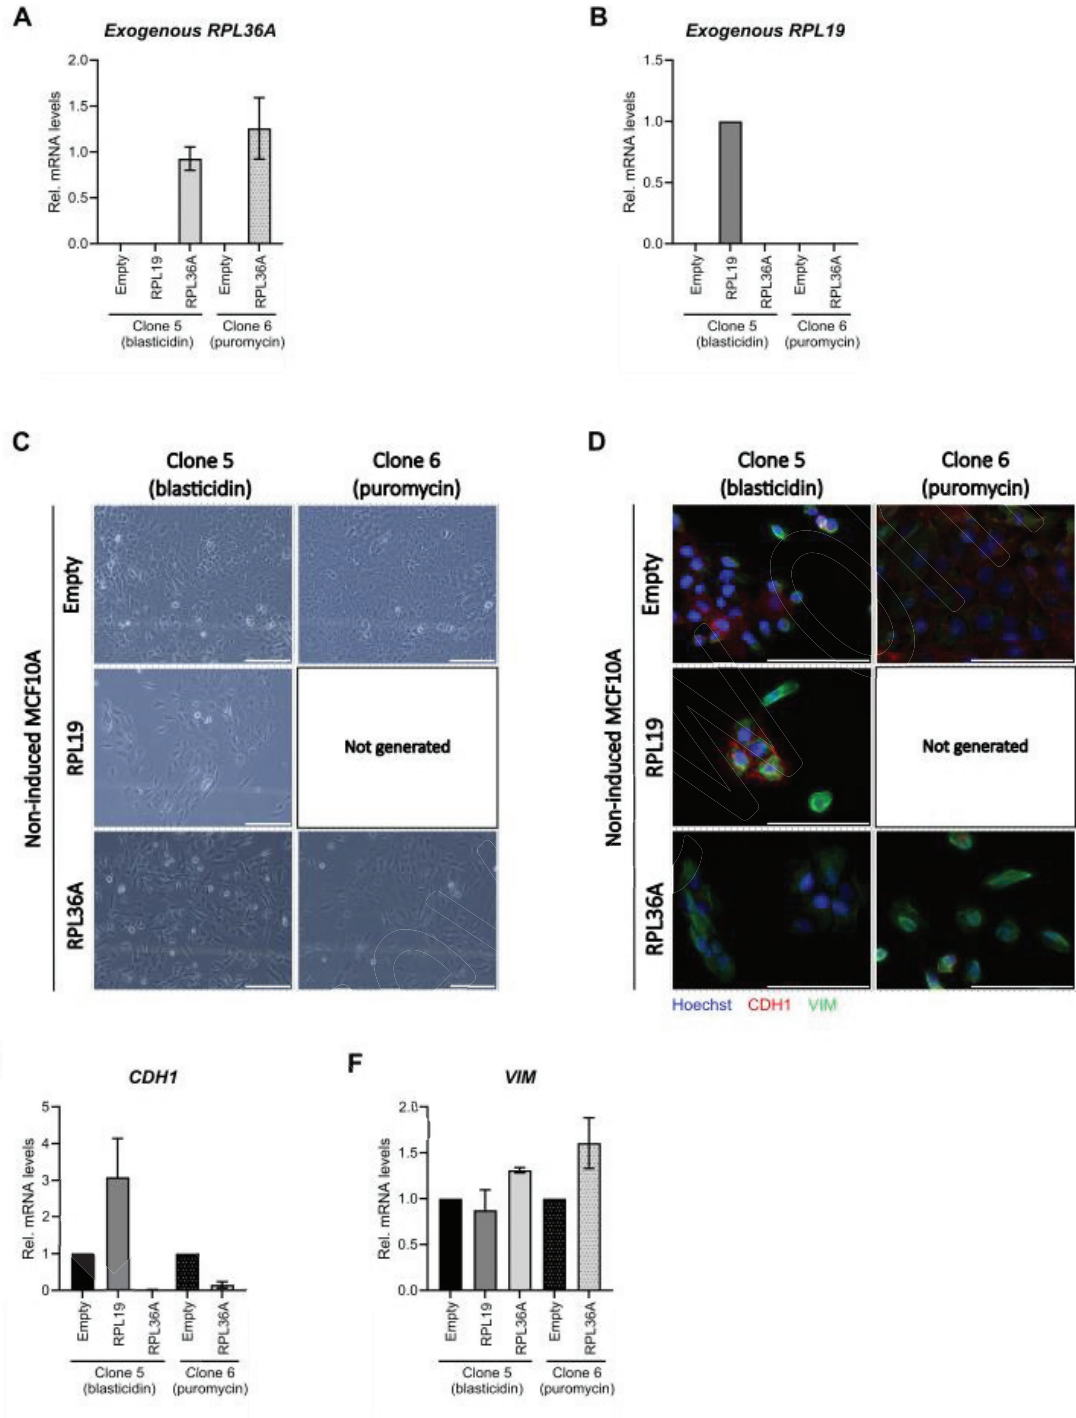 A
Exogenous RPL36A
Rel. mRNA levels
2.0
1.5
1.0
0.5
0.0
Empty
RPL19
RPL36A
Empty
RPL36A
Clone 5
(blasticidin)
Clone 6
(puromycin)
B
Exogenous RPL19
Rel. mRNA levels
1.5
1.0
0.5
0.0
Empty
RPL19
RPL36A
Empty
RPL36A
Clone 5
(blasticidin)
Clone 6
(puromycin)
C
Clone 5
(blasticidin)
Clone 6
(puromycin)
Non-induced MCF10A
Empty
RPL19
Not generated
RPL36A
D
Clone 5
(blasticidin)
Clone 6
(puromycin)
Non-induced MCF10A
Empty
RPL19
Not generated
RPL36A
Hoechst CDH1 VIM
CDH1
Rel. mRNA levels
5
4
3
2
1
0
Empty
RPL19
RPL36A
Empty
RPL36A
Clone 5
(blasticidin)
Clone 6
(puromycin)
F
VIM
Rel. mRNA levels
2.0
1.5
1.0
0.5
0.0
Empty
RPL19
RPL36A
Empty
RPL36A
Clone 5
(blasticidin)
Clone 6
(puromycin)